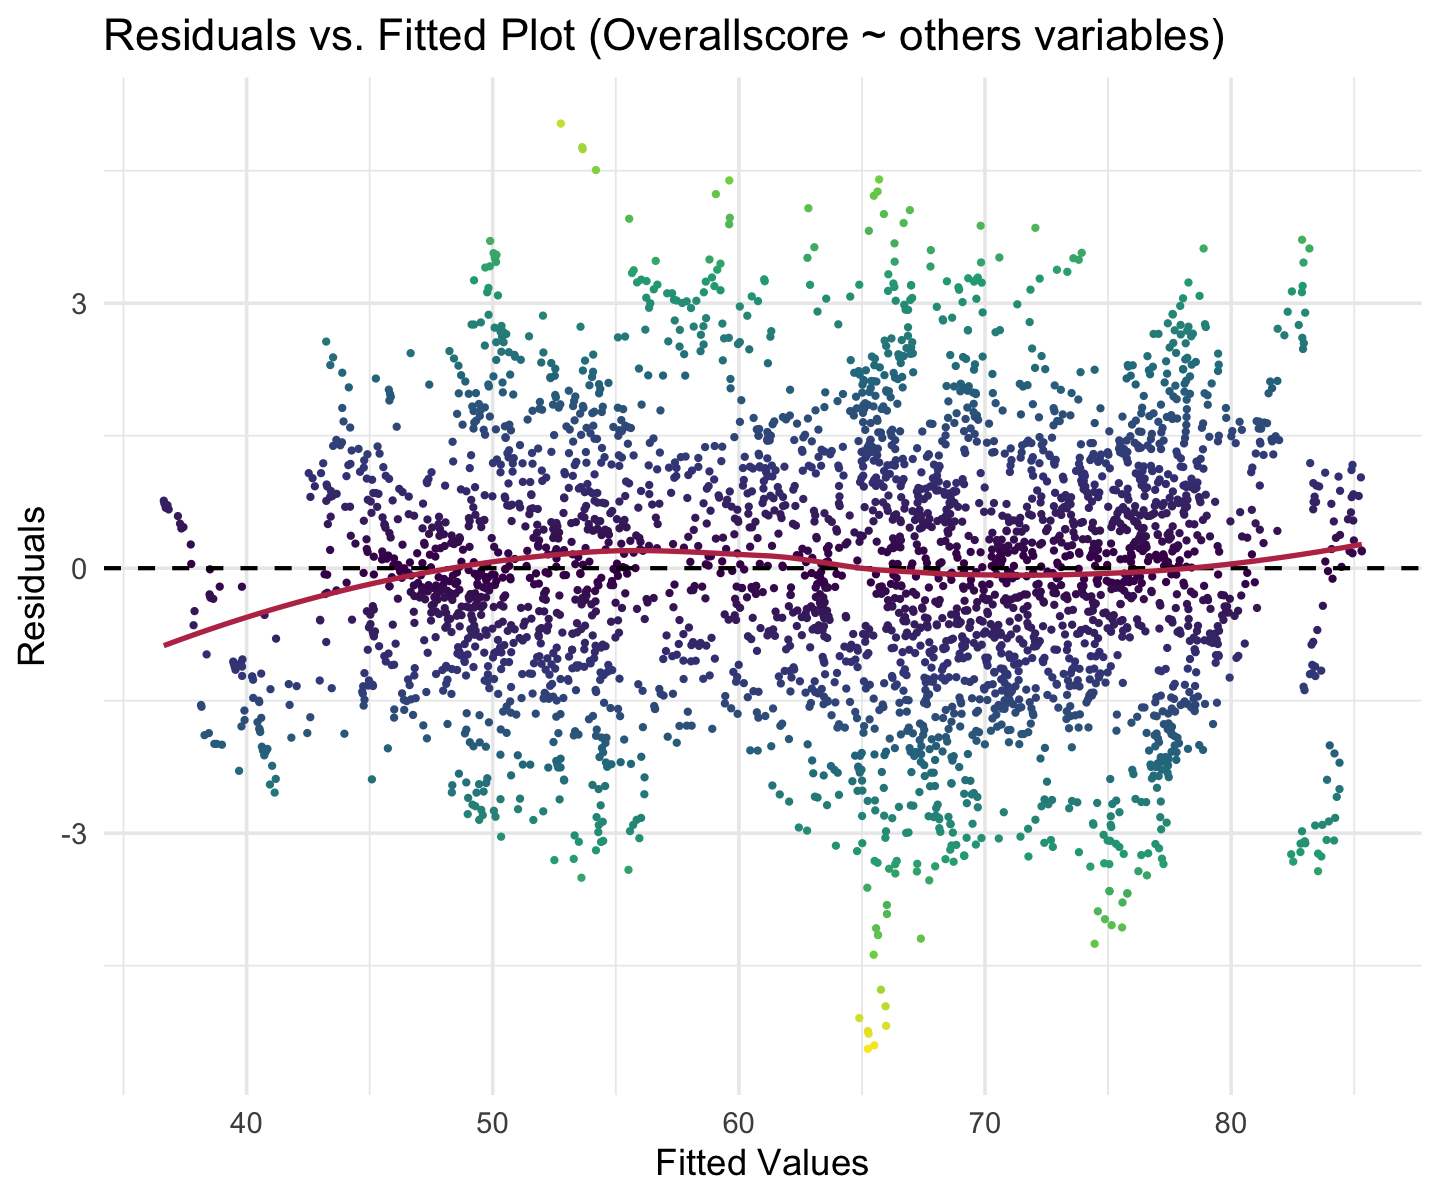 Residuals vs. Fitted Plot (Overallscore ~ others variables)
Residuals
3
0
-3
40 50 60 70 80
Fitted Values